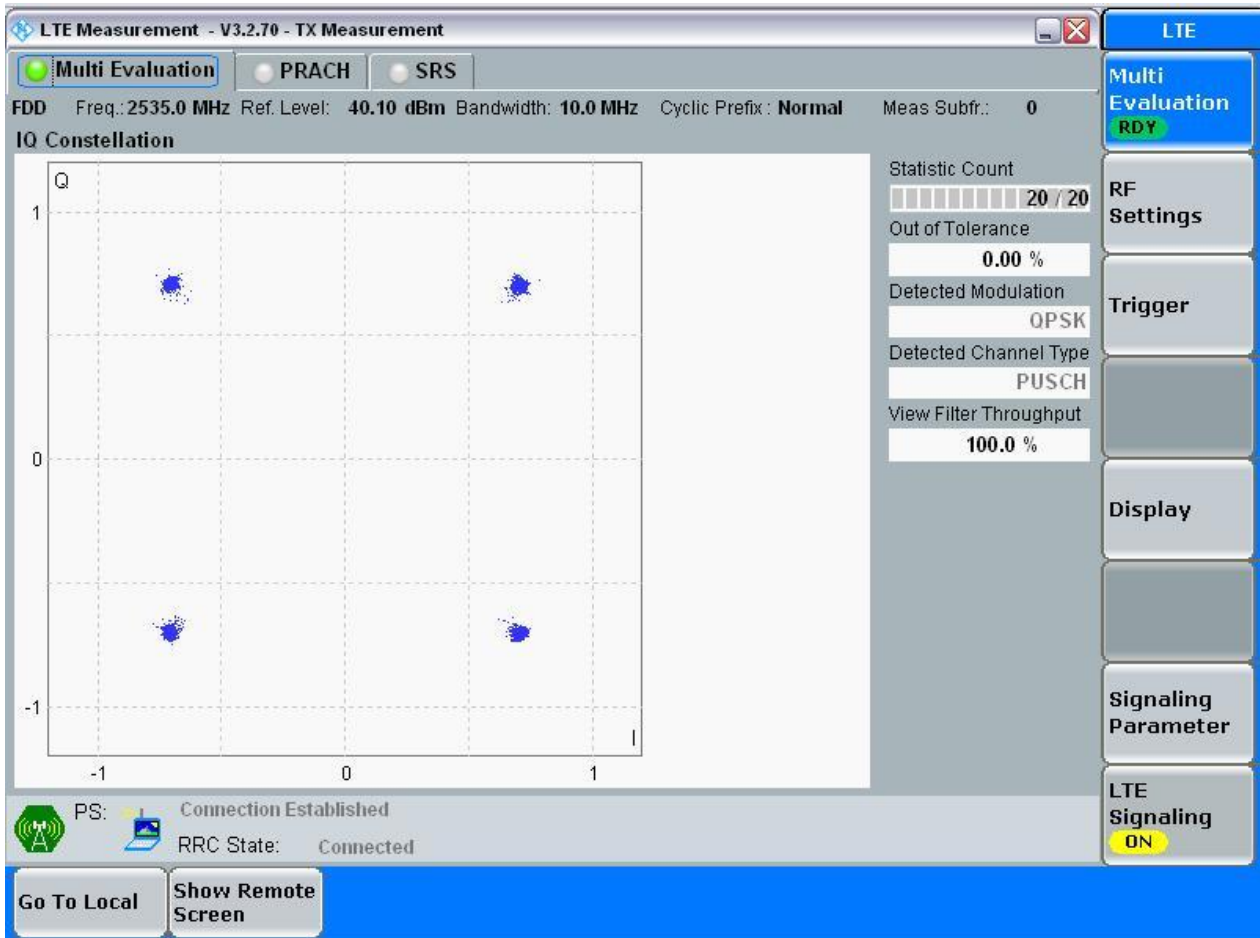 LTE Measurement - V3.2.70 - TX Measurement
LTE
Multi Evaluation PRACH SRS
FDD Freq.: 2535.0 MHz Ref. Level: 40.10 dBm Bandwidth: 10.0 MHz Cyclic Prefix : Normal Meas Subfr.: 0
IQ Constellation
Q
1
0
-1
I
-1 0 1
Statistic Count
20 / 20
Out of Tolerance
0.00 %
Detected Modulation
QPSK
Detected Channel Type
PUSCH
View Filter Throughput
100.0 %
Multi
Evaluation
RDY
RF
Settings
Trigger
Display
Signaling
Parameter
LTE
Signaling
ON
PS: Connection Established
RRC State: Connected
Go To Local
Show Remote
Screen